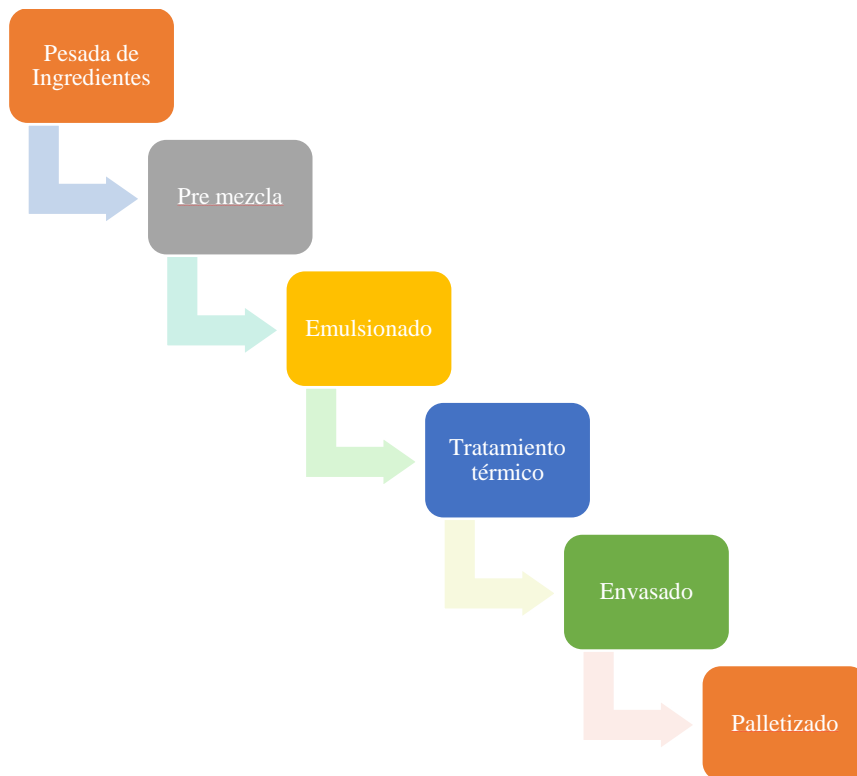 Pesada de
Ingredientes
Pre mezcla
Emulsionado
Tratamiento
térmico
Envasado
Palletizado